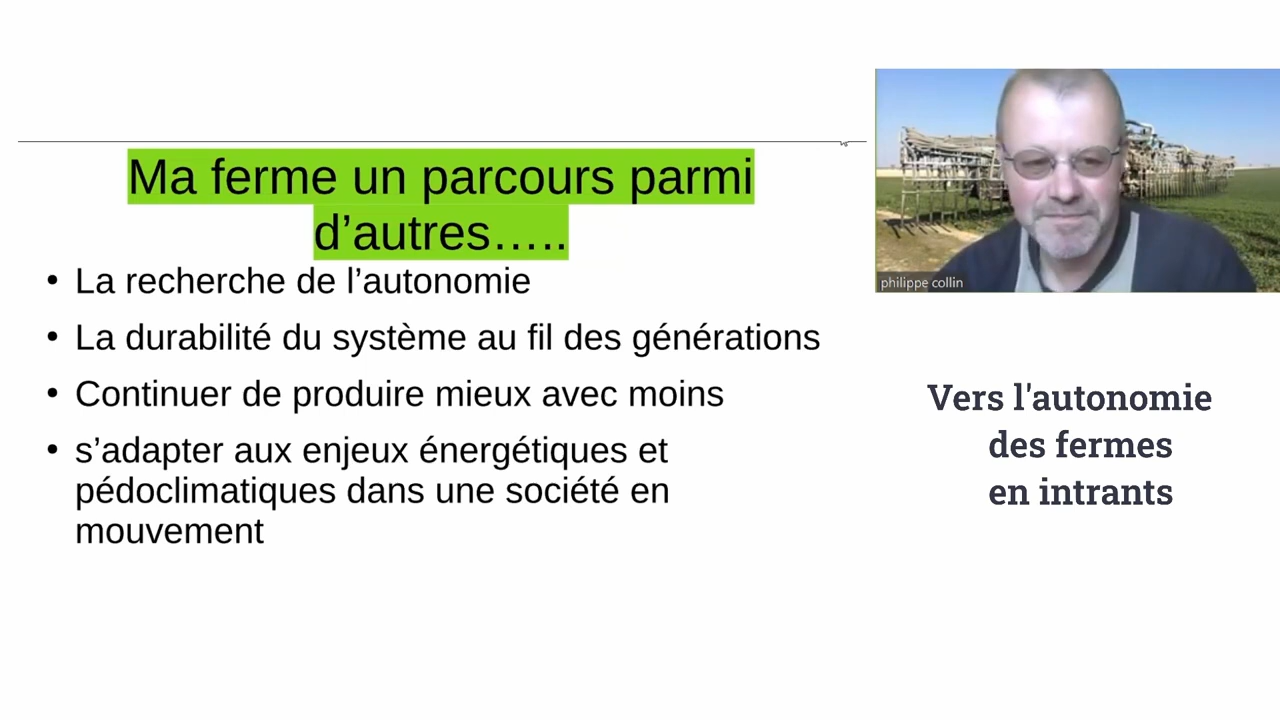 Ma ferme un parcours parmi
d’autres…..
• La recherche de l’autonomie
• La durabilité du système au fil des générations
• Continuer de produire mieux avec moins
• s’adapter aux enjeux énergétiques et
pédoclimatiques dans une société en
mouvement
philippe collin
Vers l'autonomie
des fermes
en intrants